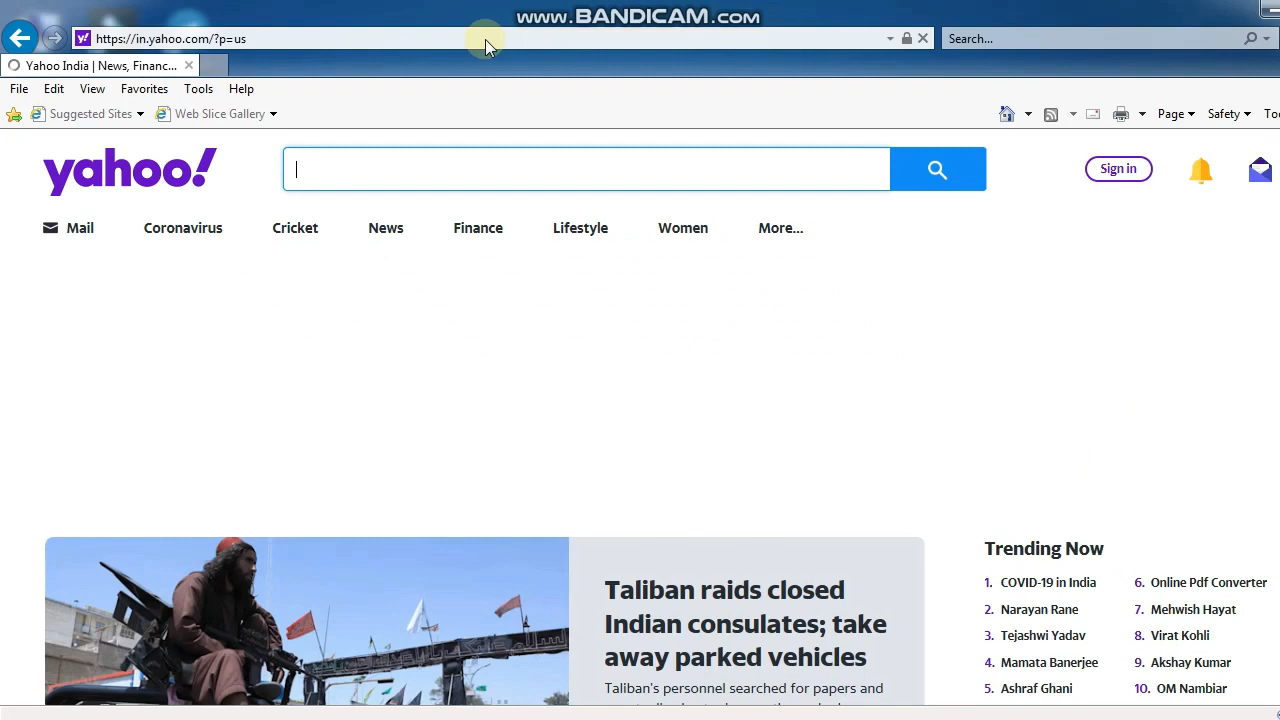 www.BANDICAM.com
https://in.yahoo.com/?p=us
Search...
Yahoo India | News, Financ...
File Edit View Favorites Tools Help
Suggested Sites Web Slice Gallery
Page Safety
yahoo!
Sign in
Mail Coronavirus Cricket News Finance Lifestyle Women More...
Taliban raids closed
Indian consulates; take
away parked vehicles
Taliban's personnel searched for papers and
Trending Now
1. COVID-19 in India
2. Narayan Rane
3. Tejashwi Yadav
4. Mamata Banerjee
5. Ashraf Ghani
6. Online Pdf Converter
7. Mehwish Hayat
8. Virat Kohli
9. Akshay Kumar
10. OM Nambiar